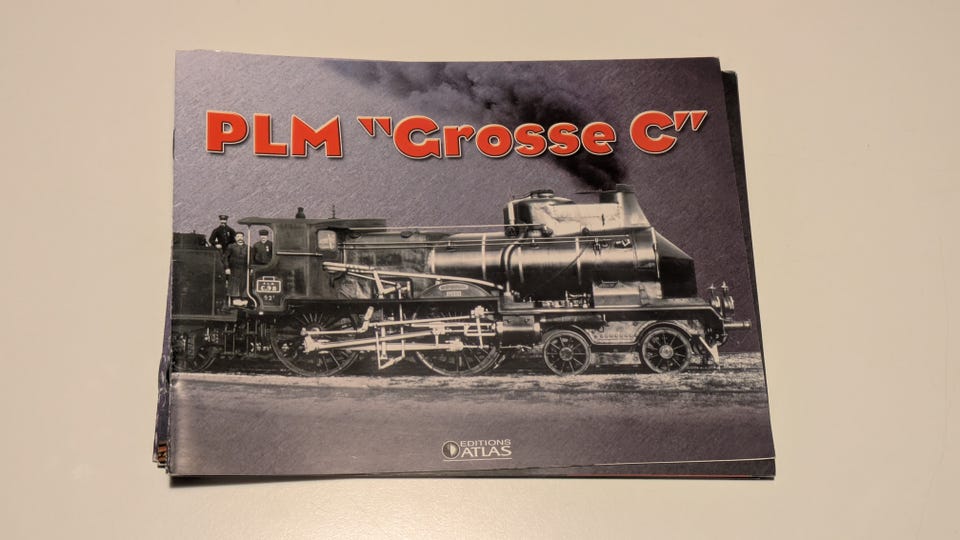 PLM "Grosse C"
EDITIONS
ATLAS